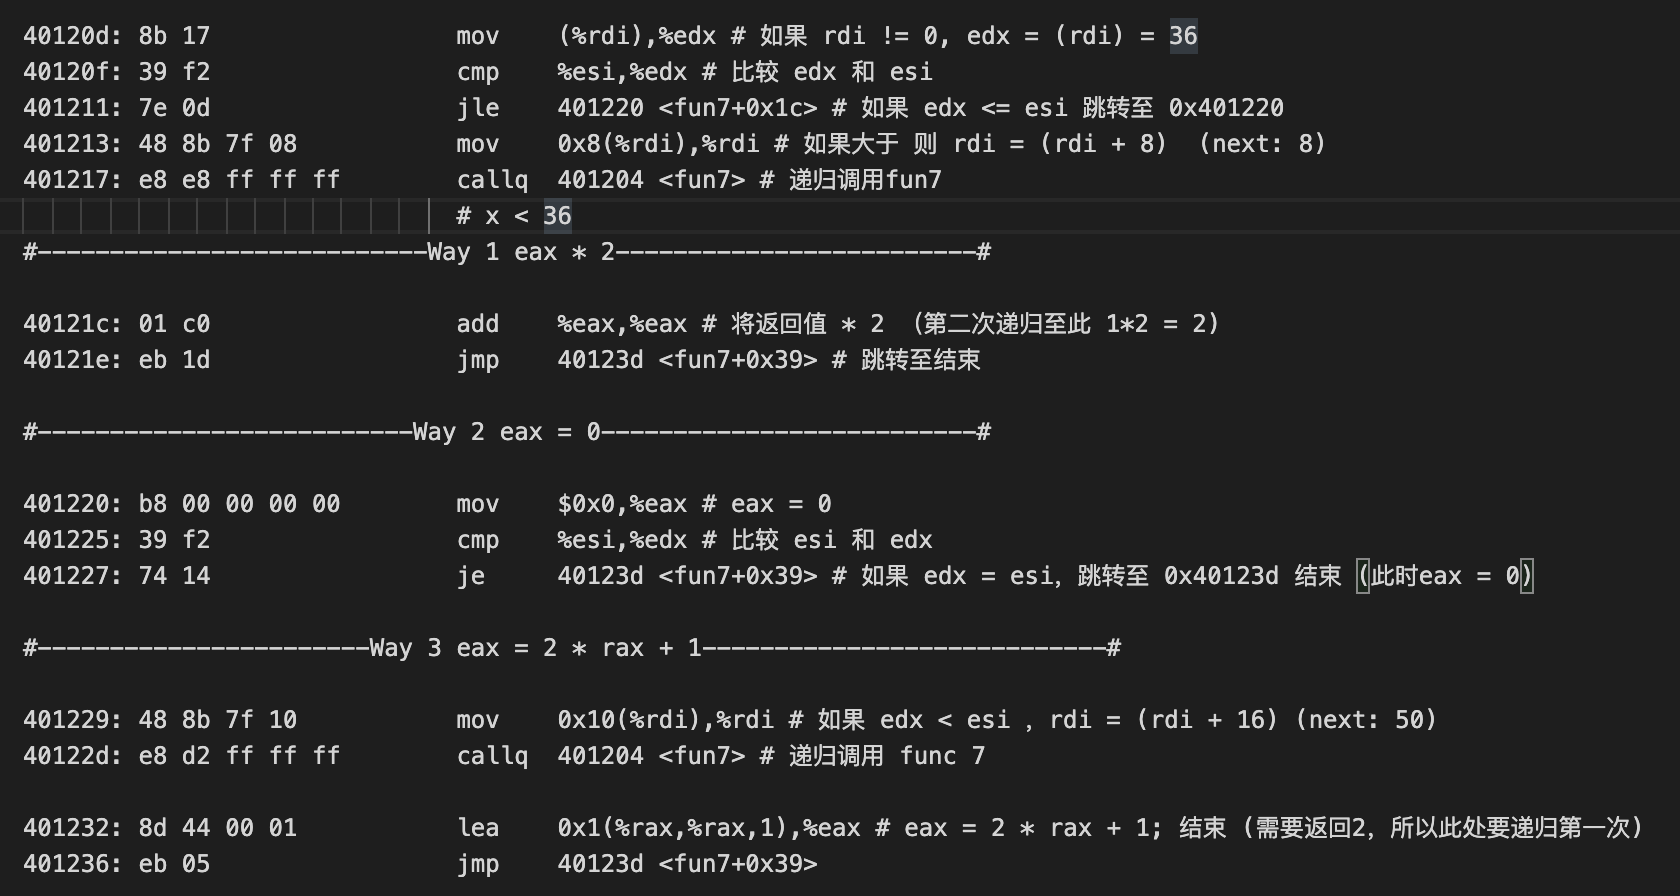 40120d: 8b 17                mov    (%rdi),%edx # 如果 rdi != 0, edx = (rdi) = 36
40120f: 39 f2                cmp    %esi,%edx # 比较 edx 和 esi
401211: 7e 0d                jle    401220 <fun7+0x1c> # 如果 edx <= esi 跳转至 0x401220
401213: 48 8b 7f 08          mov    0x8(%rdi),%rdi # 如果大于 则 rdi = (rdi + 8)  (next: 8)
401217: e8 e8 ff ff ff       callq  401204 <fun7> # 递归调用fun7
# x < 36
#---------------------------Way 1 eax * 2-------------------------#
40121c: 01 c0                add    %eax,%eax # 将返回值 * 2 （第二次递归至此 1*2 = 2)
40121e: eb 1d                jmp    40123d <fun7+0x39> # 跳转至结束
#--------------------------Way 2 eax = 0--------------------------#
401220: b8 00 00 00 00       mov    $0x0,%eax # eax = 0
401225: 39 f2                cmp    %esi,%edx # 比较 esi 和 edx
401227: 74 14                je     40123d <fun7+0x39> # 如果 edx = esi，跳转至 0x40123d 结束 (此时eax = 0)
#-----------------------Way 3 eax = 2 * rax + 1----------------------------#
401229: 48 8b 7f 10          mov    0x10(%rdi),%rdi # 如果 edx < esi ，rdi = (rdi + 16) (next: 50)
40122d: e8 d2 ff ff ff       callq  401204 <fun7> # 递归调用 func 7
401232: 8d 44 00 01          lea    0x1(%rax,%rax,1),%eax # eax = 2 * rax + 1; 结束 (需要返回2，所以此处要递归第一次)
401236: eb 05                jmp    40123d <fun7+0x39>